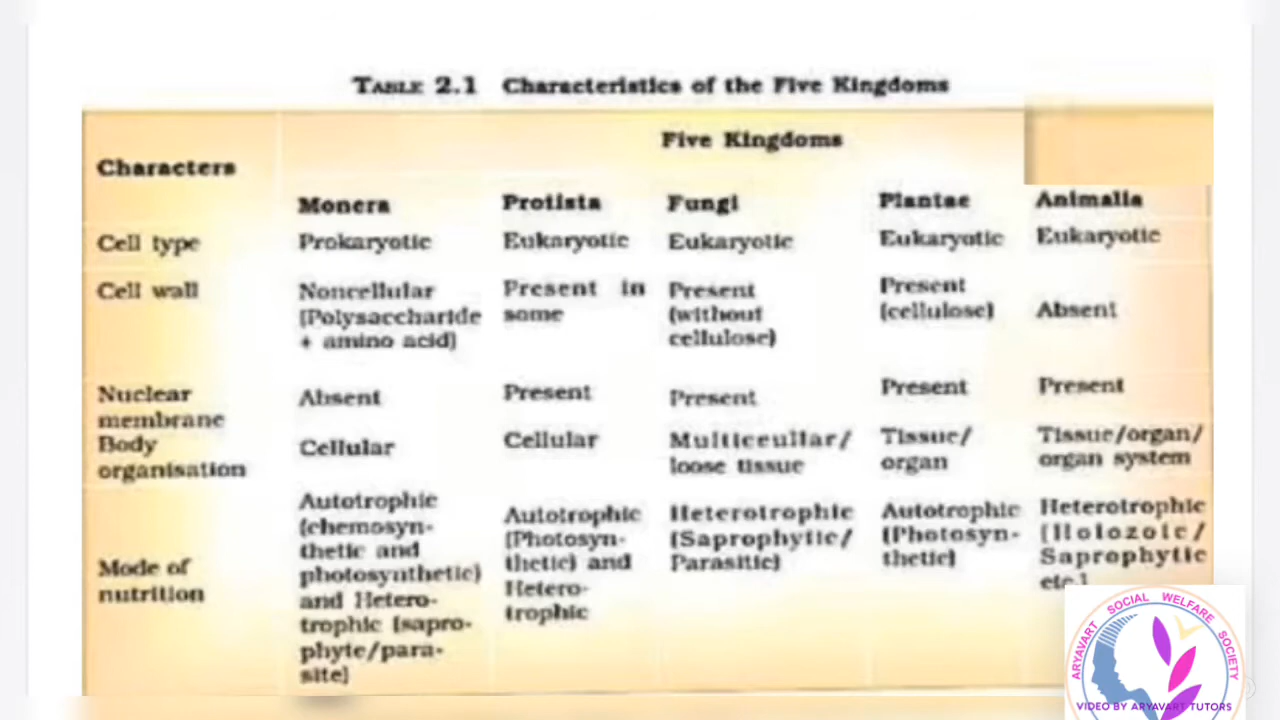 TABLE 2.1 Characteristics of the Five Kingdoms
Five Kingdoms
Characters
Monera Protista Fungi Plantae Animalia
Cell type Prokaryotic Eukaryotic Eukaryotic Eukaryotic Eukaryotic
Cell wall
Noncellular
(Polysaccharide
+ amino acid)
Present in
some
Present
(without
cellulose)
Present
(cellulose)
Absent
Nuclear
membrane
Absent
Present
Present
Present
Present
Body
organisation
Cellular
Cellular
Multiceullar/
loose tissue
Tissue/
organ
Tissue/organ/
organ system
Mode of
nutrition
Autotrophic
(chemosyn-
thetic and
photosynthetic)
and Hetero-
trophic (sapro-
phyte/para-
site)
Autotrophic
(Photosyn-
thetic) and
Hetero-
trophic
Heterotrophic
(Saprophytic/
Parasitic)
Autotrophic
(Photosyn-
thetic)
Heterotrophic
(Holozoic/
Saprophytic
etc.)
ARYAVART SOCIAL WELFARE SOCIETY
VIDEO BY ARYAVART TUTORS